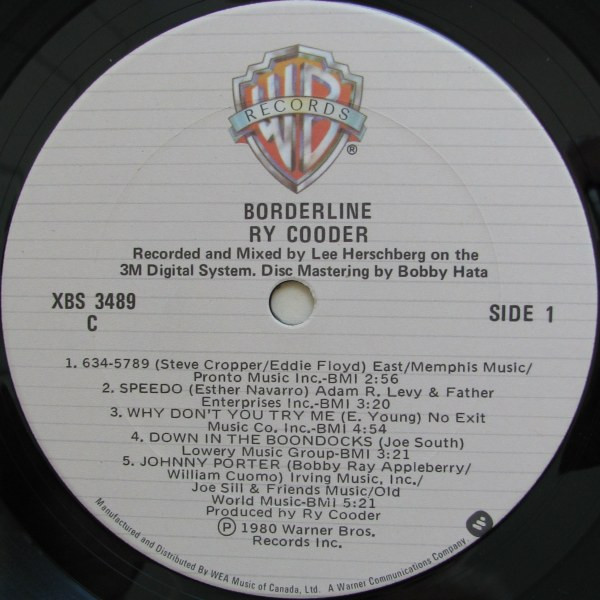 WB
RECORDS
®
BORDERLINE
RY COODER
Recorded and Mixed by Lee Herschberg on the
3M Digital System. Disc Mastering by Bobby Hata
XBS 3489
C
SIDE 1
1. 634-5789 (Steve Cropper/Eddie Floyd) East/Memphis Music/
Pronto Music Inc.-BMI 2:56
2. SPEEDO (Esther Navarro) Adam R. Levy & Father
Enterprises Inc.-BMI 3:20
3. WHY DON'T YOU TRY ME (E. Young) No Exit
Music Co. Inc.-BMI 4:54
4. DOWN IN THE BOONDOCKS (Joe South)
Lowery Music Group-BMI 3:21
5. JOHNNY PORTER (Bobby Ray Appleberry/
William Cuomo) Irving Music, Inc./
Joe Sill & Friends Music/Old
World Music-BMI 5:21
Produced by Ry Cooder
Ⓟ 1980 Warner Bros.
Records Inc.
Manufactured and Distributed By WEA Music of Canada, Ltd. A Warner Communications Company